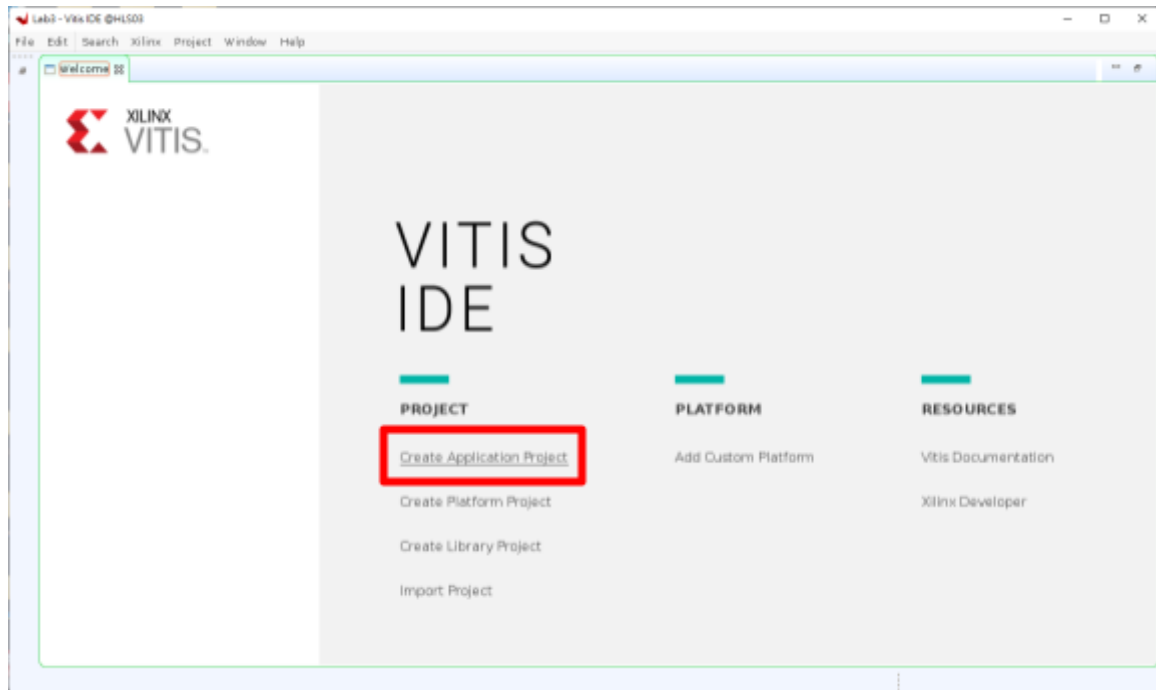 Lab3 - Vitis IDE @HLS03
File Edit Search Xilinx Project Window Help
Welcome
XILINX
VITIS.
VITIS
IDE
PROJECT PLATFORM RESOURCES
Create Application Project Add Custom Platform Vitis Documentation
Create Platform Project Xilinx Developer
Create Library Project
Import Project